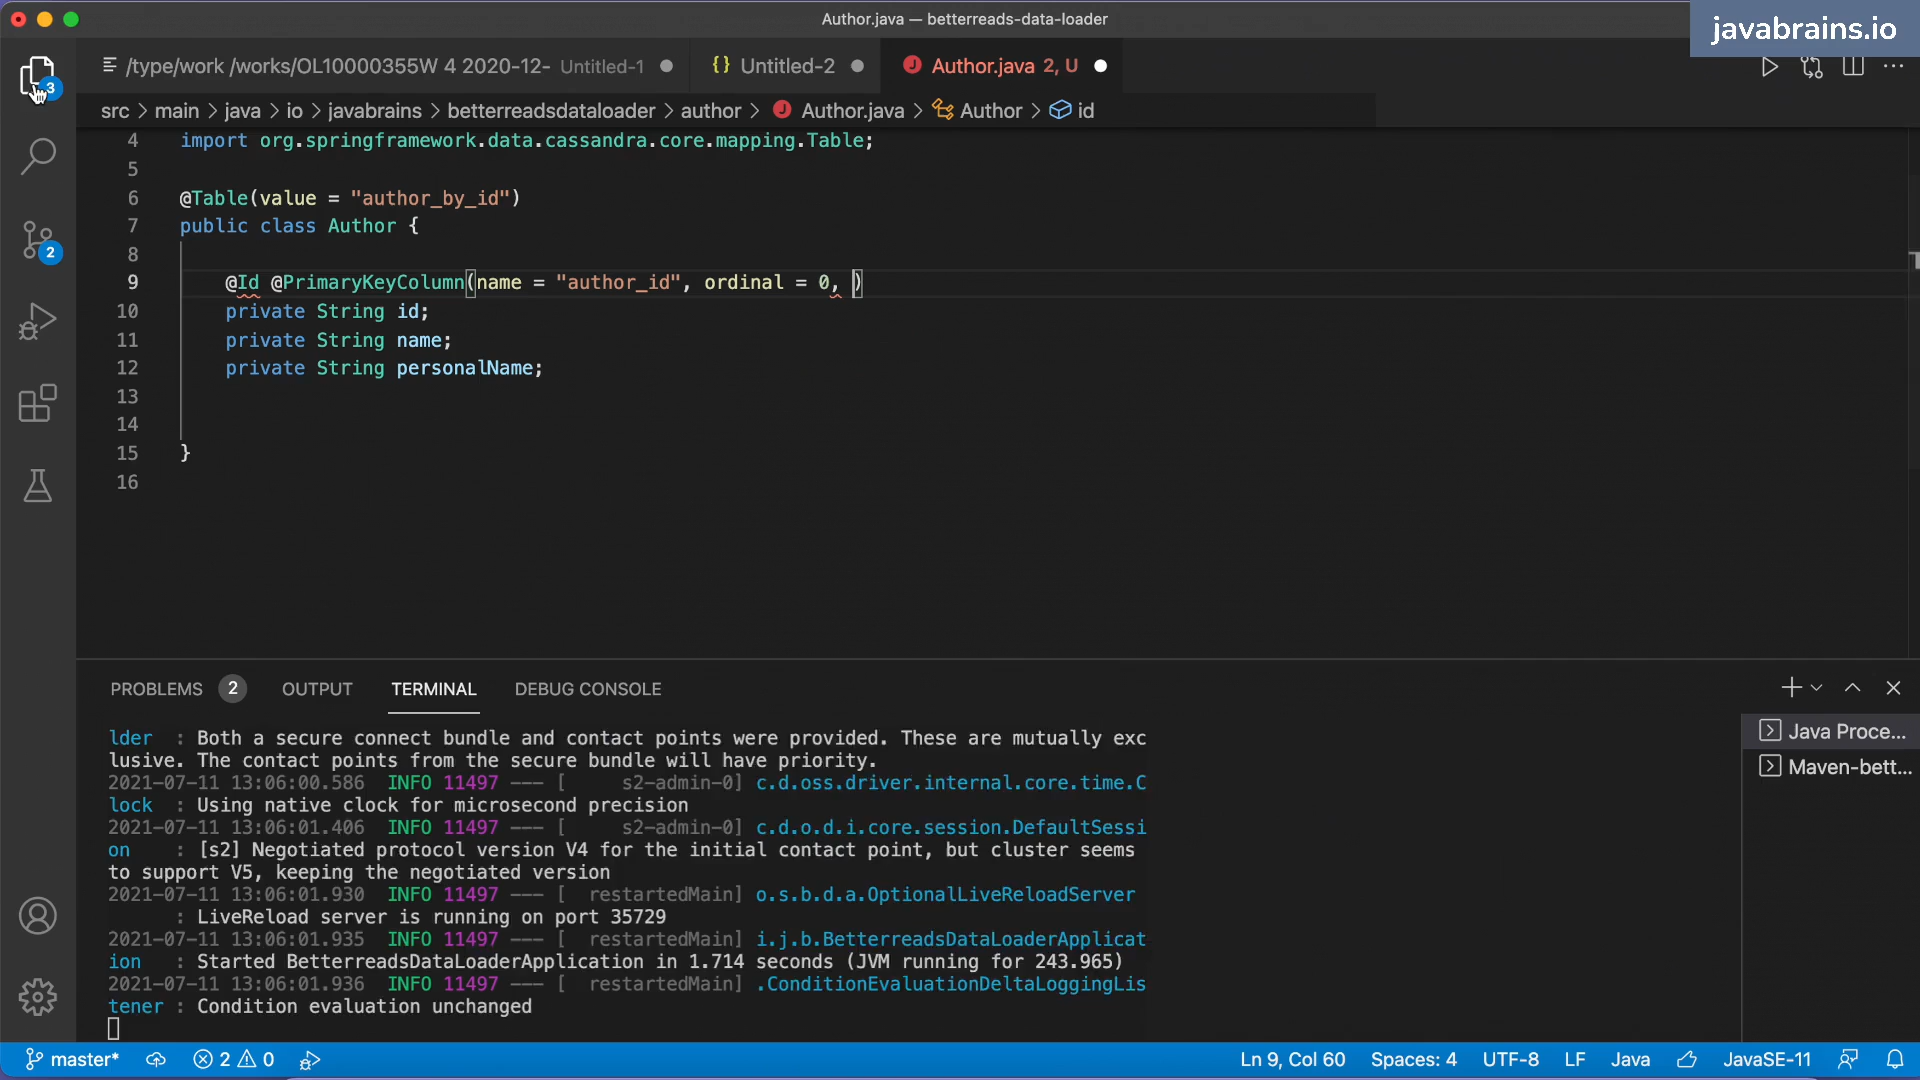 Author.java — betterreads-data-loader
javabrains.io
/type/work /works/OL10000355W 4 2020-12- Untitled-1
{} Untitled-2
Author.java 2, U
3
src > main > java > io > javabrains > betterreadsdataloader > author > Author.java > Author > id
4 import org.springframework.data.cassandra.core.mapping.Table;
5
6 @Table(value = "author_by_id")
7 public class Author {
8
9 @Id @PrimaryKeyColumn(name = "author_id", ordinal = 0, )
10 private String id;
11 private String name;
12 private String personalName;
13
14
15 }
16
2
PROBLEMS 2 OUTPUT TERMINAL DEBUG CONSOLE
lder : Both a secure connect bundle and contact points were provided. These are mutually exc
lusive. The contact points from the secure bundle will have priority.
2021-07-11 13:06:00.586 INFO 11497 --- [ s2-admin-0] c.d.oss.driver.internal.core.time.C
lock : Using native clock for microsecond precision
2021-07-11 13:06:01.406 INFO 11497 --- [ s2-admin-0] c.d.o.d.i.core.session.DefaultSessi
on : [s2] Negotiated protocol version V4 for the initial contact point, but cluster seems
to support V5, keeping the negotiated version
2021-07-11 13:06:01.930 INFO 11497 --- [ restartedMain] o.s.b.d.a.OptionalLiveReloadServer
: LiveReload server is running on port 35729
2021-07-11 13:06:01.935 INFO 11497 --- [ restartedMain] i.j.b.BetterreadsDataLoaderApplicat
ion : Started BetterreadsDataLoaderApplication in 1.714 seconds (JVM running for 243.965)
2021-07-11 13:06:01.936 INFO 11497 --- [ restartedMain] .ConditionEvaluationDeltaLoggingLis
tener : Condition evaluation unchanged
Java Proce...
Maven-bett...
master* 2 0 Ln 9, Col 60 Spaces: 4 UTF-8 LF Java JavaSE-11